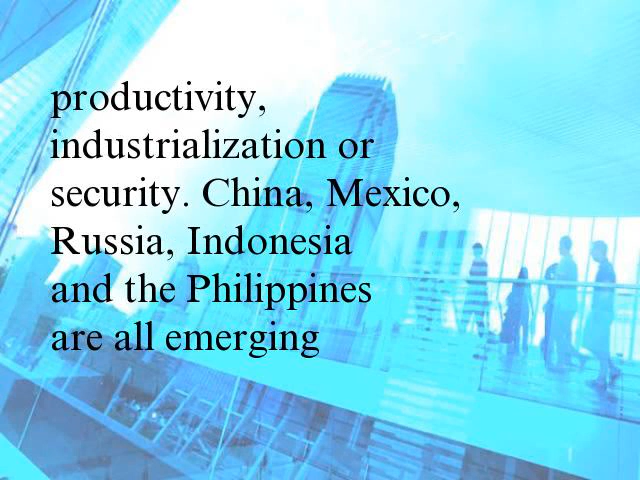 productivity,
industrialization or
security. China, Mexico,
Russia, Indonesia
and the Philippines
are all emerging